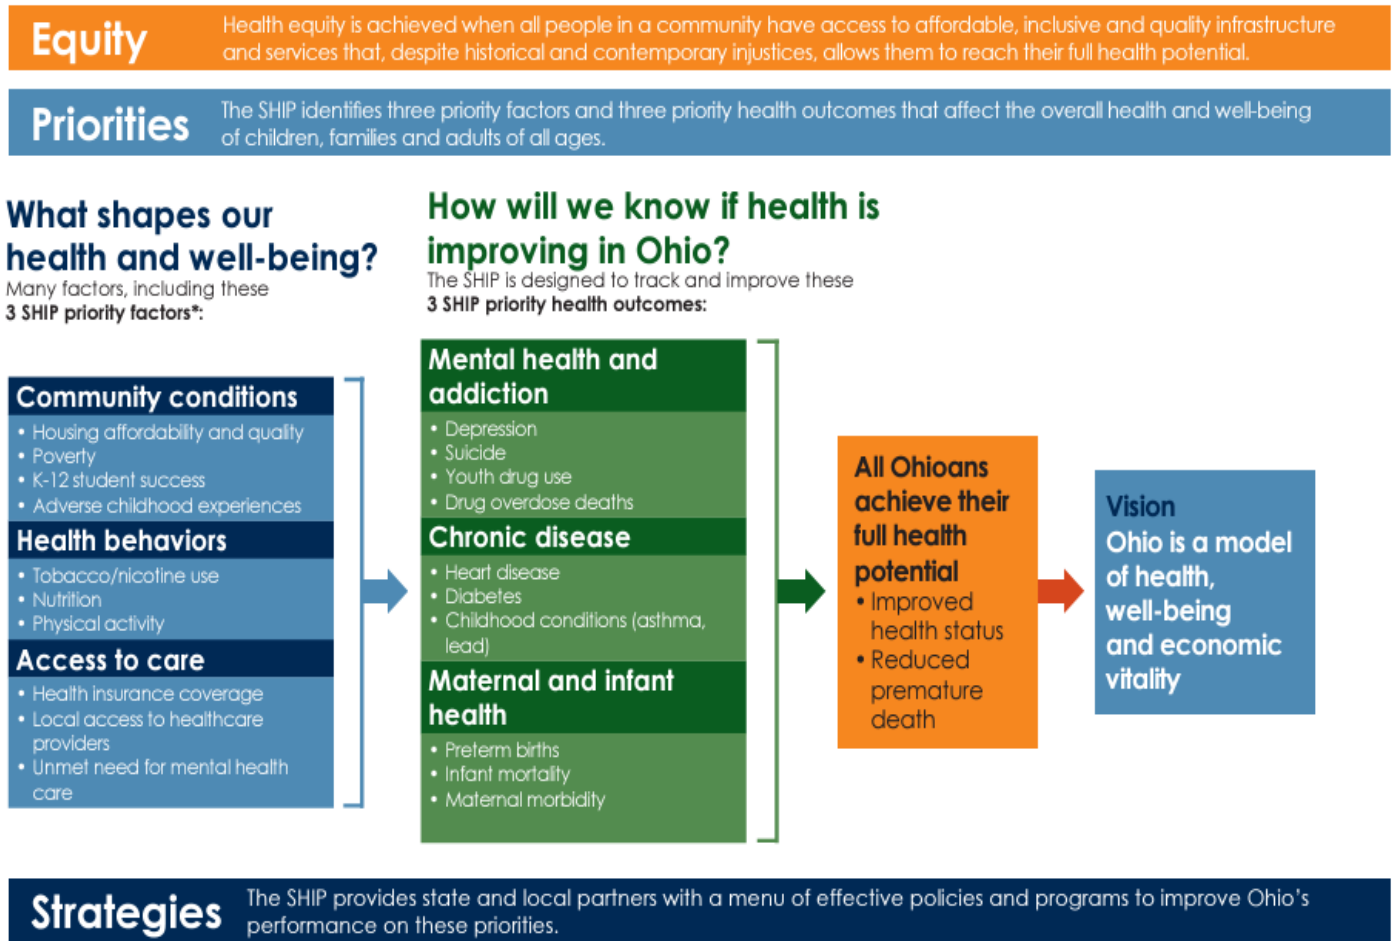 Equity
Health equity is achieved when all people in a community have access to affordable, inclusive and quality infrastructure
and services that, despite historical and contemporary injustices, allows them to reach their full health potential.
Priorities
The SHIP identifies three priority factors and three priority health outcomes that affect the overall health and well-being
of children, families and adults of all ages.
What shapes our
health and well-being?
Many factors, including these
3 SHIP priority factors*:
Community conditions
• Housing affordability and quality
• Poverty
• K-12 student success
• Adverse childhood experiences
Health behaviors
• Tobacco/nicotine use
• Nutrition
• Physical activity
Access to care
• Health insurance coverage
• Local access to healthcare
providers
• Unmet need for mental health
care
How will we know if health is
improving in Ohio?
The SHIP is designed to track and improve these
3 SHIP priority health outcomes:
Mental health and
addiction
• Depression
• Suicide
• Youth drug use
• Drug overdose deaths
Chronic disease
• Heart disease
• Diabetes
• Childhood conditions (asthma,
lead)
Maternal and infant
health
• Preterm births
• Infant mortality
• Maternal morbidity
All Ohioans
achieve their
full health
potential
• Improved
health status
• Reduced
premature
death
Vision
Ohio is a model
of health,
well-being
and economic
vitality
Strategies
The SHIP provides state and local partners with a menu of effective policies and programs to improve Ohio's
performance on these priorities.